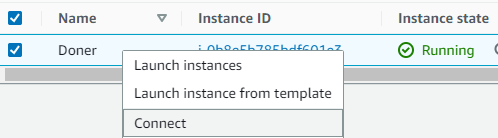 Name Instance ID Instance state
Doner Running
Launch instances
Launch instance from template
Connect